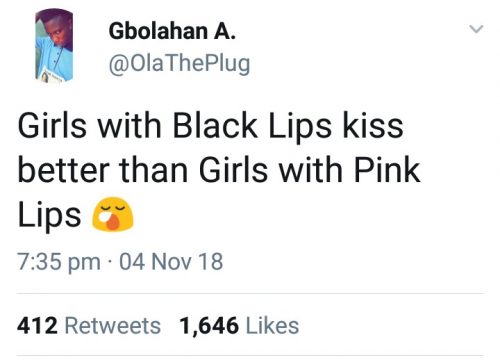 Gbolahan A.
@OlaThePlug
Girls with Black Lips kiss
better than Girls with Pink
Lips 😪
7:35 pm · 04 Nov 18
412 Retweets 1,646 Likes